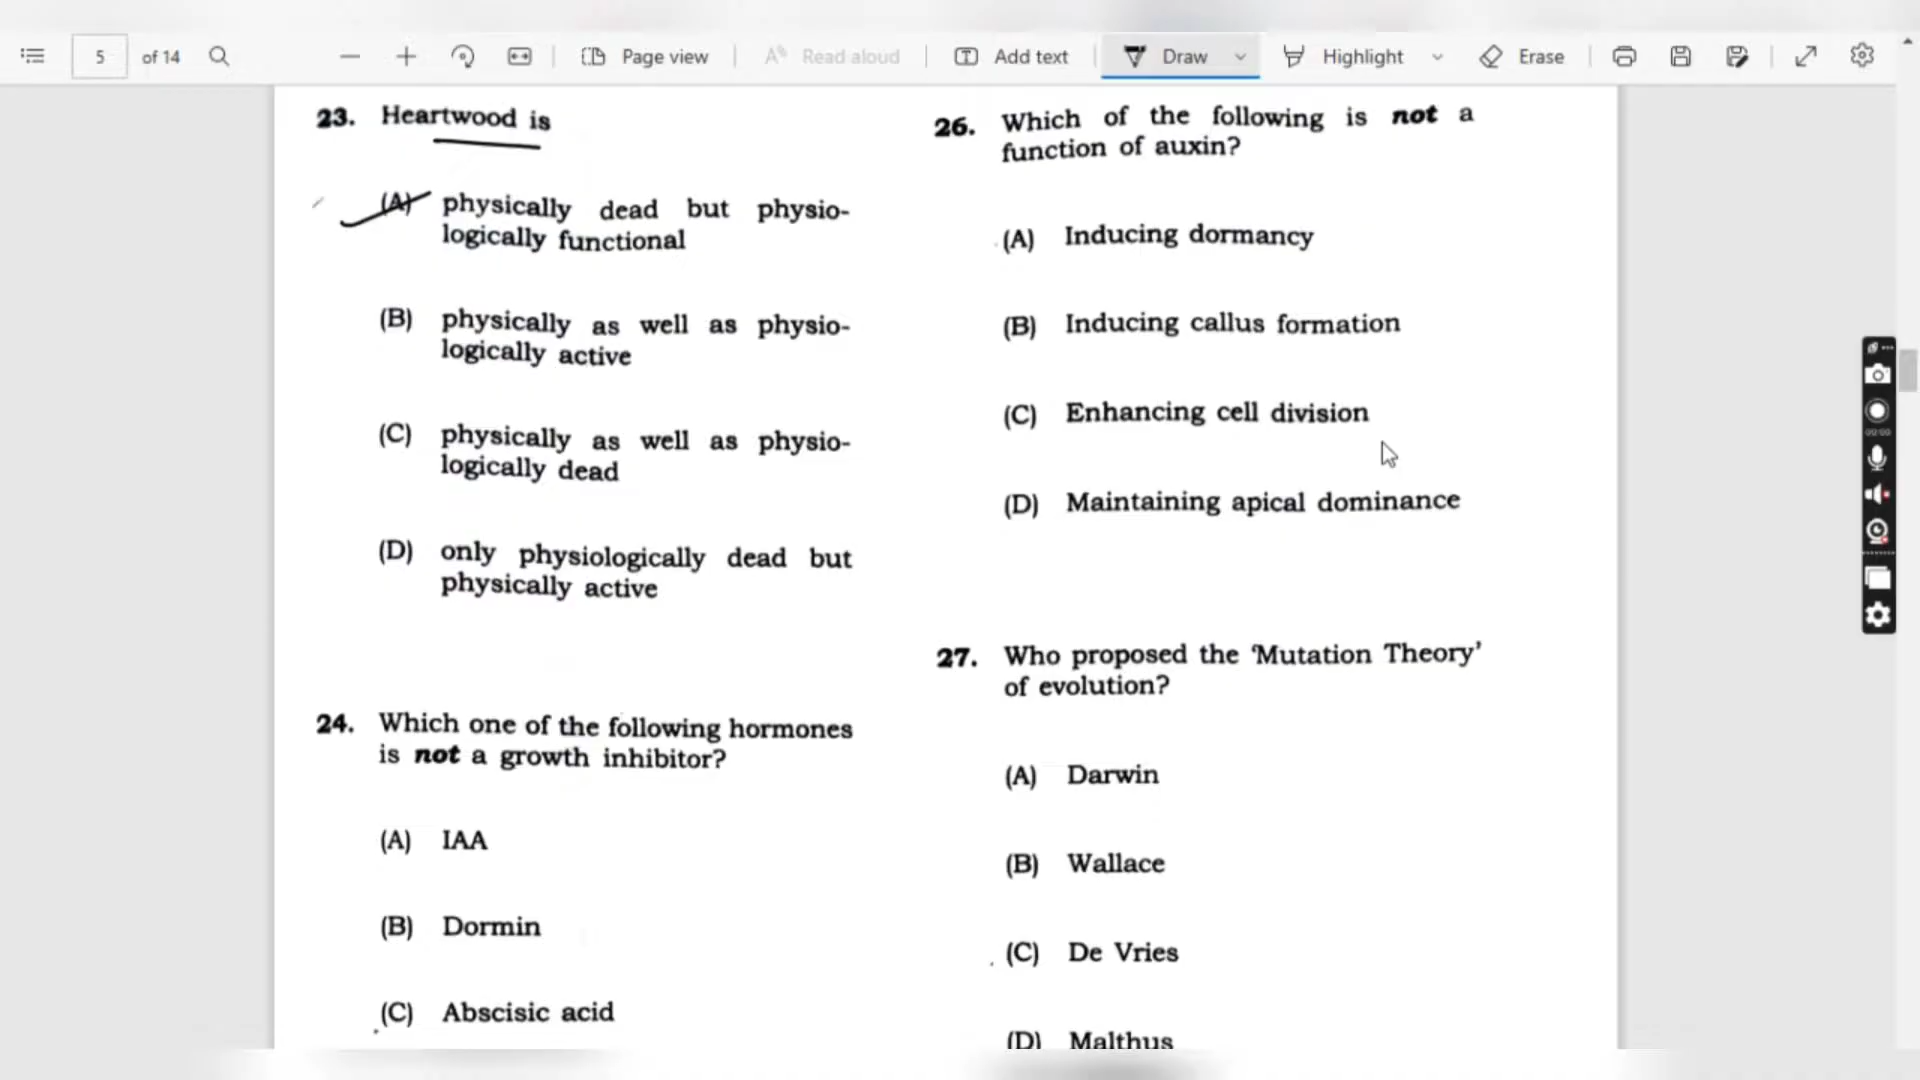 5 of 14 Page view Read aloud Add text Draw Highlight Erase
23. Heartwood is
(A) physically dead but physio-
logically functional
(B) physically as well as physio-
logically active
(C) physically as well as physio-
logically dead
(D) only physiologically dead but
physically active
24. Which one of the following hormones
is not a growth inhibitor?
(A) IAA
(B) Dormin
(C) Abscisic acid
26. Which of the following is not a
function of auxin?
(A) Inducing dormancy
(B) Inducing callus formation
(C) Enhancing cell division
(D) Maintaining apical dominance
27. Who proposed the ‘Mutation Theory’
of evolution?
(A) Darwin
(B) Wallace
(C) De Vries
(D) Malthus
00:00